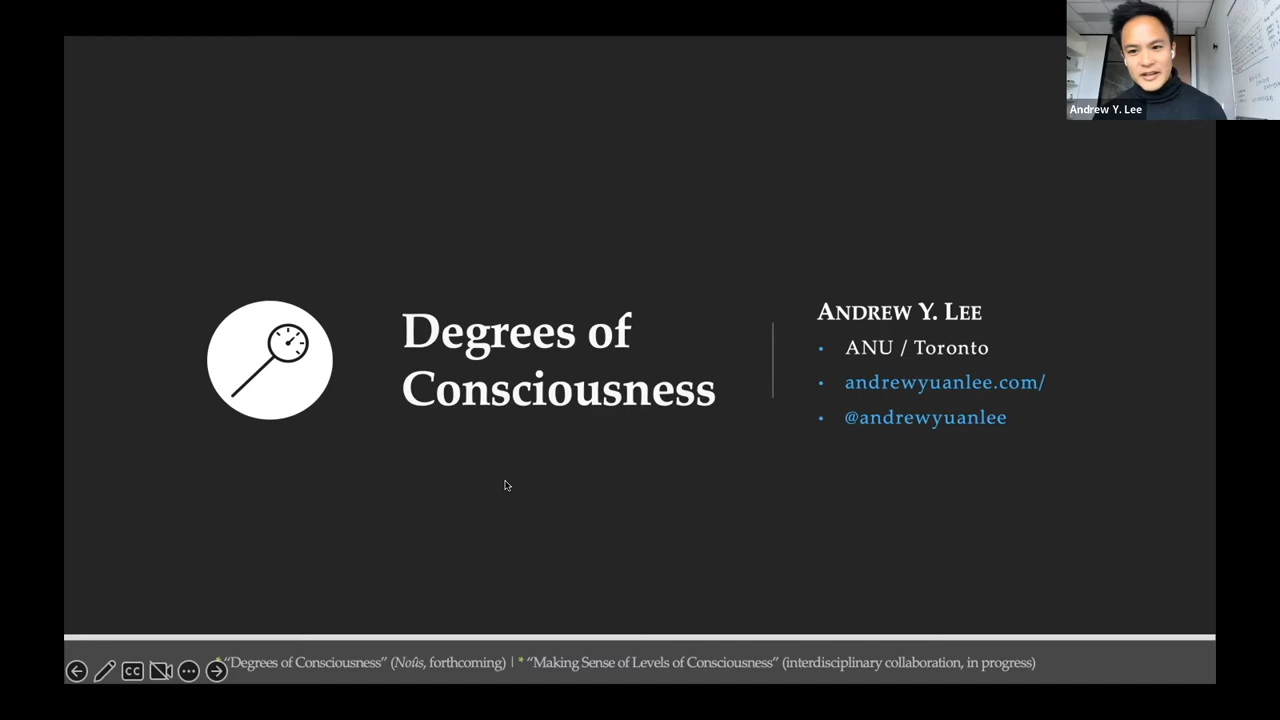 Andrew Y. Lee
Degrees of
Consciousness
ANDREW Y. LEE
• ANU / Toronto
• andrewyuanlee.com/
• @andrewyuanlee
* “Degrees of Consciousness” (Noûs, forthcoming) | * “Making Sense of Levels of Consciousness” (interdisciplinary collaboration, in progress)
CC